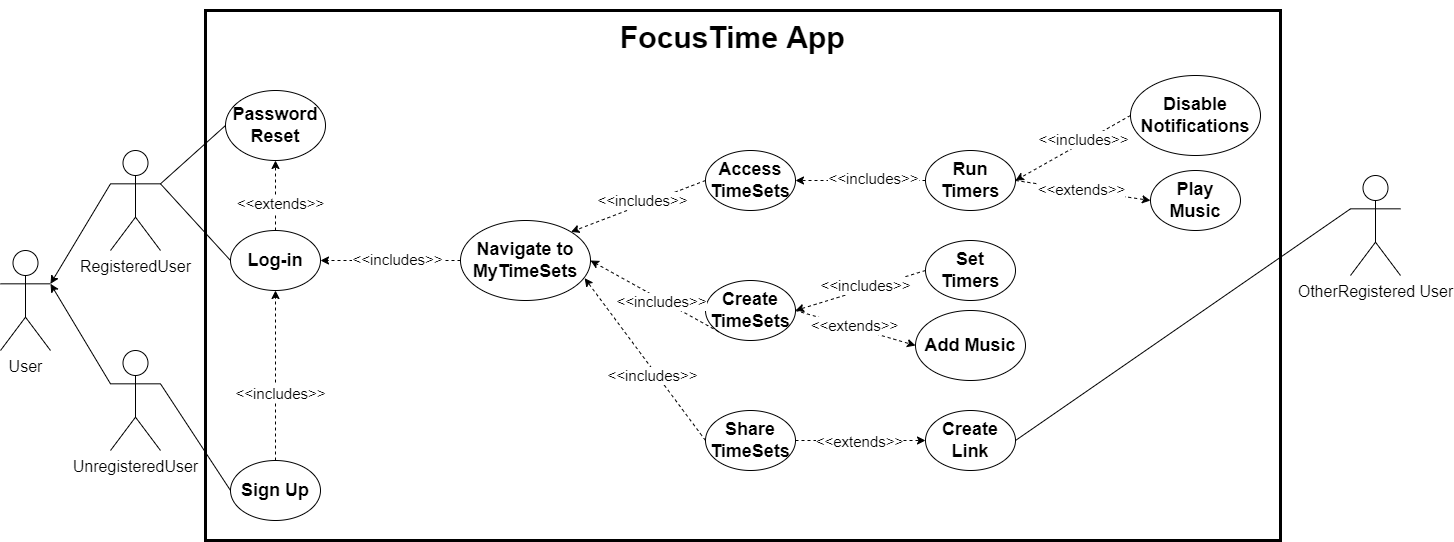 FocusTime App
Password
Reset
<<extends>>
Log-in
<<includes>>
Sign Up
RegisteredUser
User
UnregisteredUser
<<includes>>
Navigate to
MyTimeSets
<<includes>>
Access
TimeSets
<<includes>>
Run
Timers
<<includes>>
Disable
Notifications
<<extends>>
Play
Music
<<includes>>
Create
TimeSets
<<includes>>
Set
Timers
<<extends>>
Add Music
<<includes>>
Share
TimeSets
<<extends>>
Create
Link
OtherRegistered User